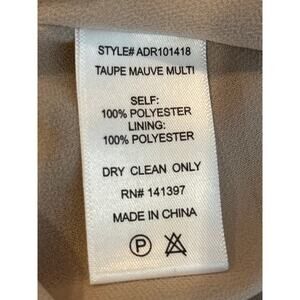 STYLE# ADR101418
TAUPE MAUVE MULTI
SELF:
100% POLYESTER
LINING:
100% POLYESTER
DRY CLEAN ONLY
RN# 141397
MADE IN CHINA
P